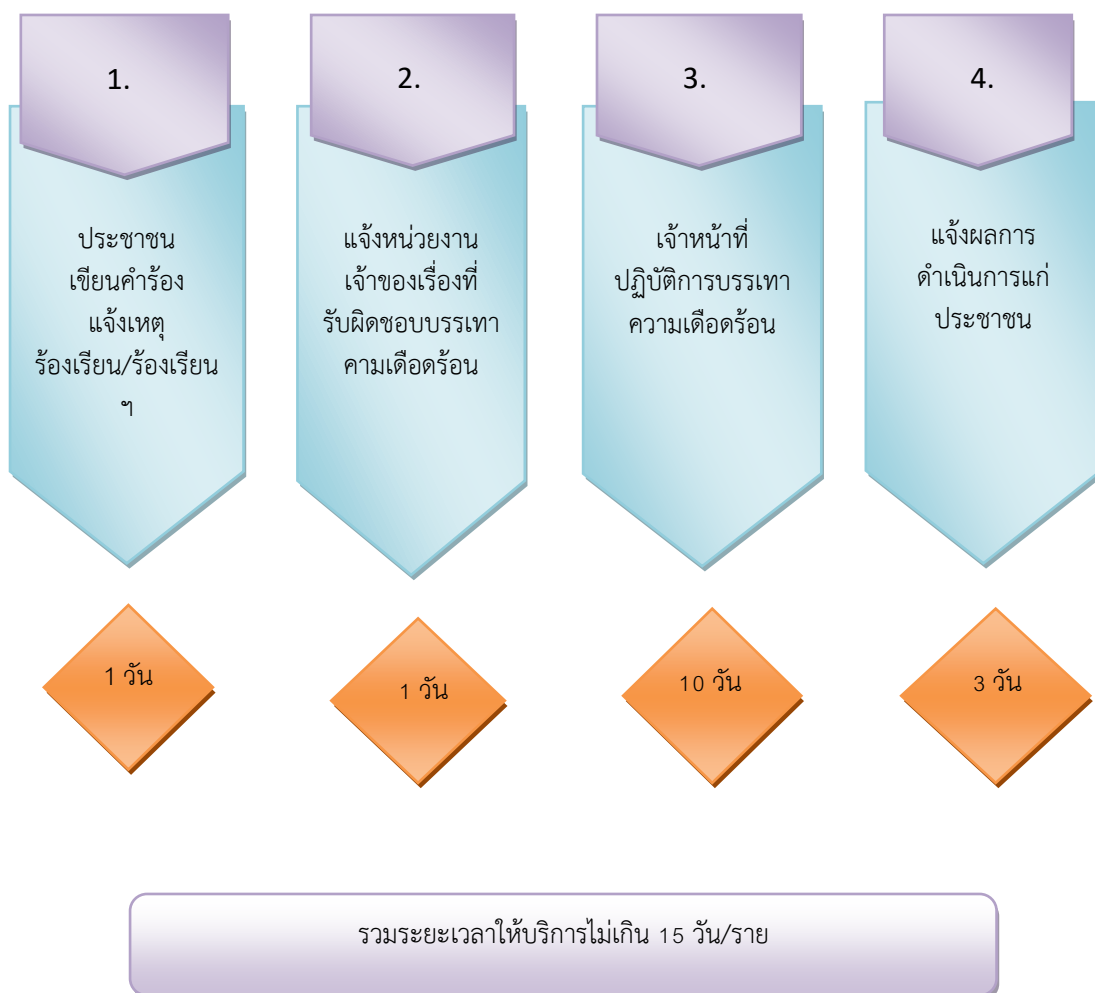 1.
ประชาชน
เขียนคำร้อง
แจ้งเหตุ
ร้องเรียน/ร้องเรียน
ฯ
1 วัน
2.
แจ้งหน่วยงาน
เจ้าของเรื่องที่
รับผิดชอบบรรเทา
คามเดือดร้อน
1 วัน
3.
เจ้าหน้าที่
ปฏิบัติการบรรเทา
ความเดือดร้อน
10 วัน
4.
แจ้งผลการ
ดำเนินการแก่
ประชาชน
3 วัน
รวมระยะเวลาให้บริการไม่เกิน 15 วัน/ราย